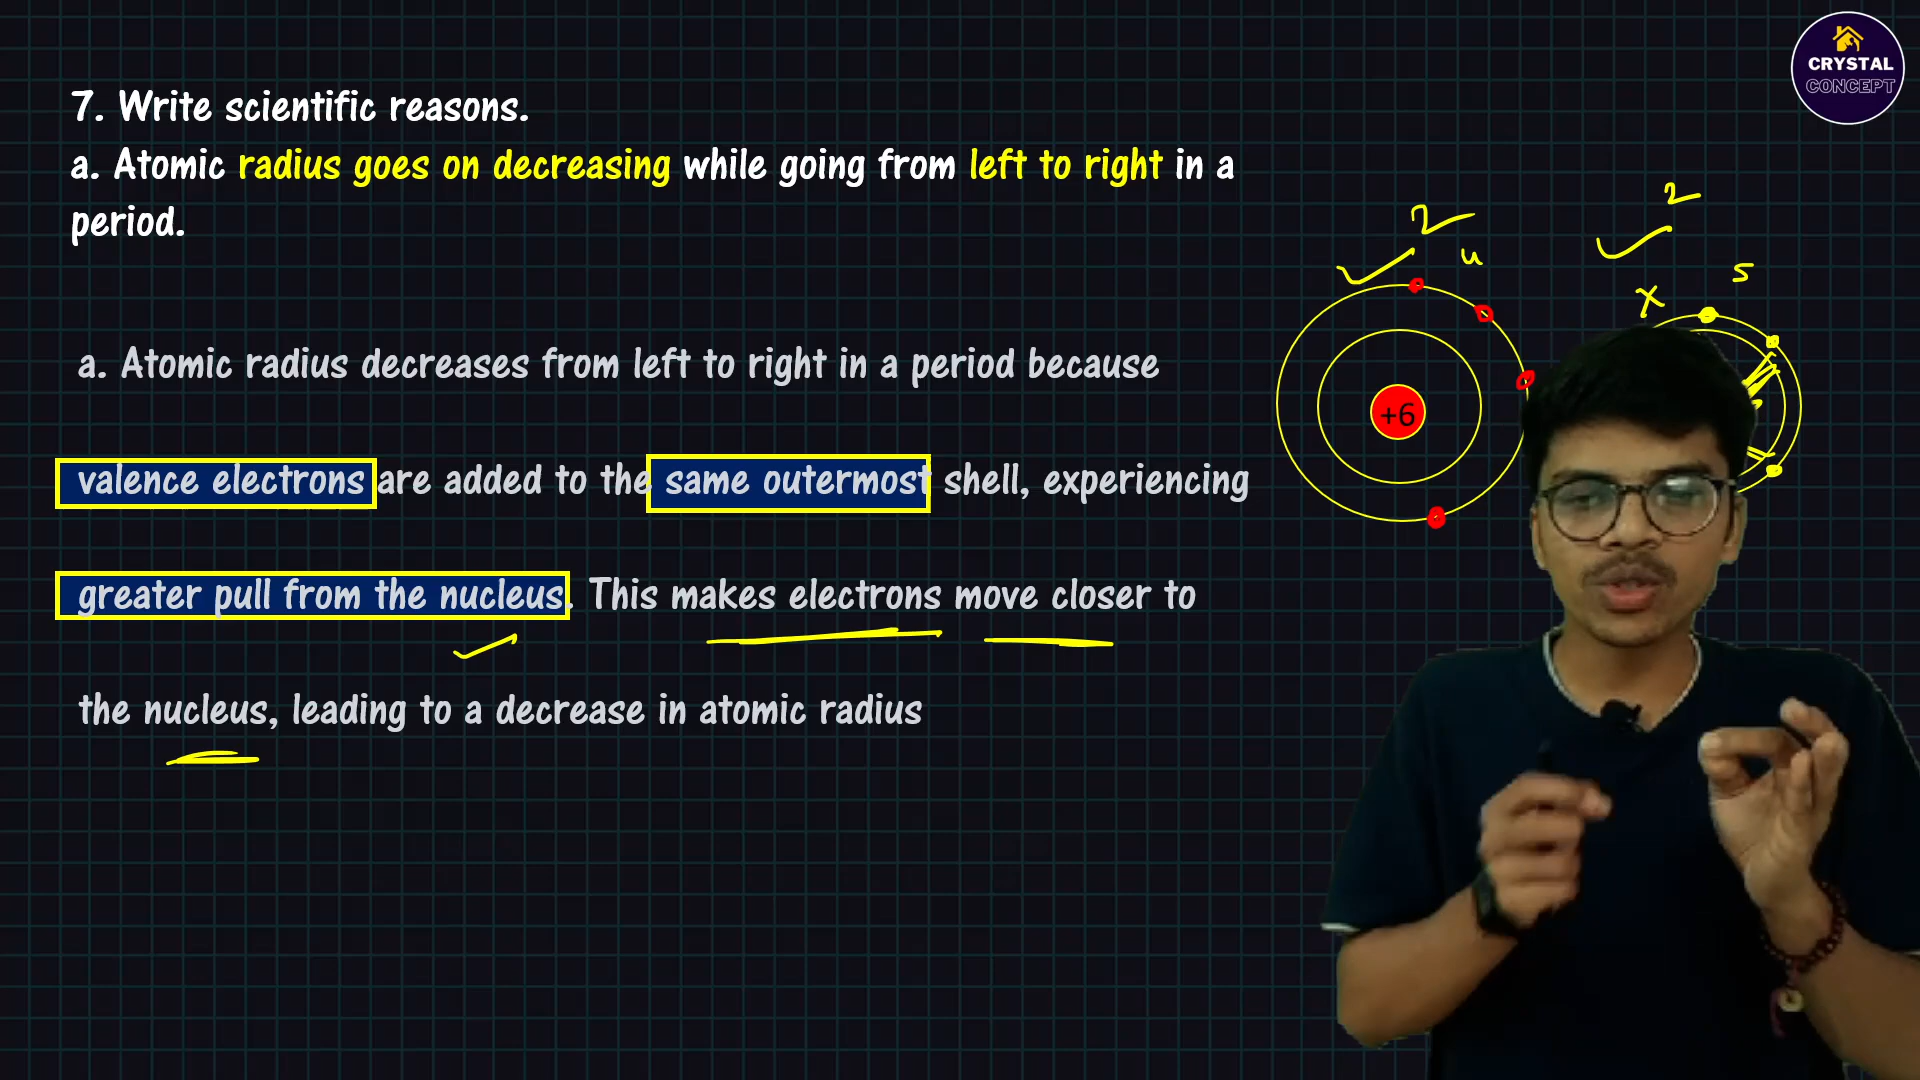 CRYSTAL
CONCEPT
7. Write scientific reasons.
a. Atomic radius goes on decreasing while going from left to right in a
period.
a. Atomic radius decreases from left to right in a period because
valence electrons are added to the same outermost shell, experiencing
greater pull from the nucleus. This makes electrons move closer to
the nucleus, leading to a decrease in atomic radius
2
2
5
+6